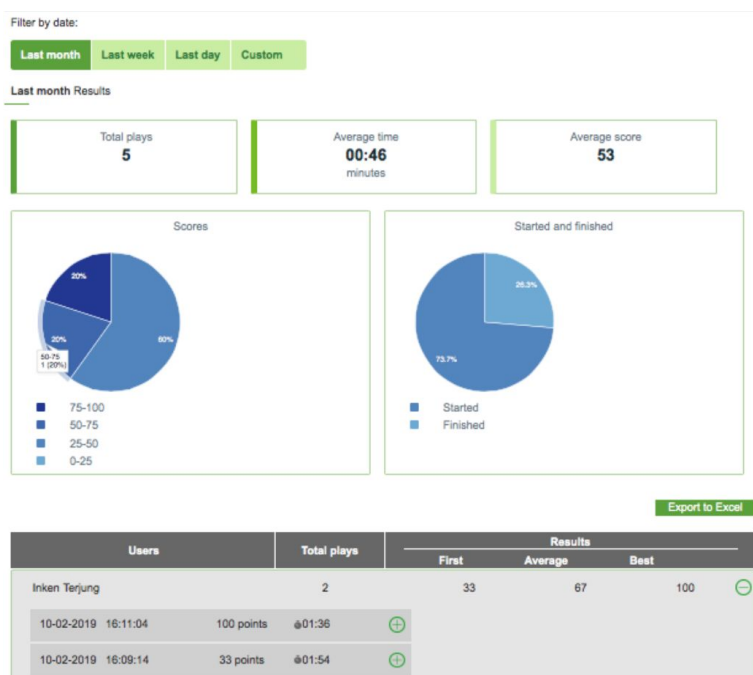 Filter by date:
Last month Last week Last day Custom
Last month Results
Total plays
5
Average time
00:46
minutes
Average score
53
Scores
20%
20%
60%
50-75
1 (20%)
75-100
50-75
25-50
0-25
Started and finished
26.3%
73.7%
Started
Finished
Export to Excel
Users Total plays Results
First Average Best
Inken Terjung 2 33 67 100
10-02-2019 16:11:04 100 points 01:36
10-02-2019 16:09:14 33 points 01:54